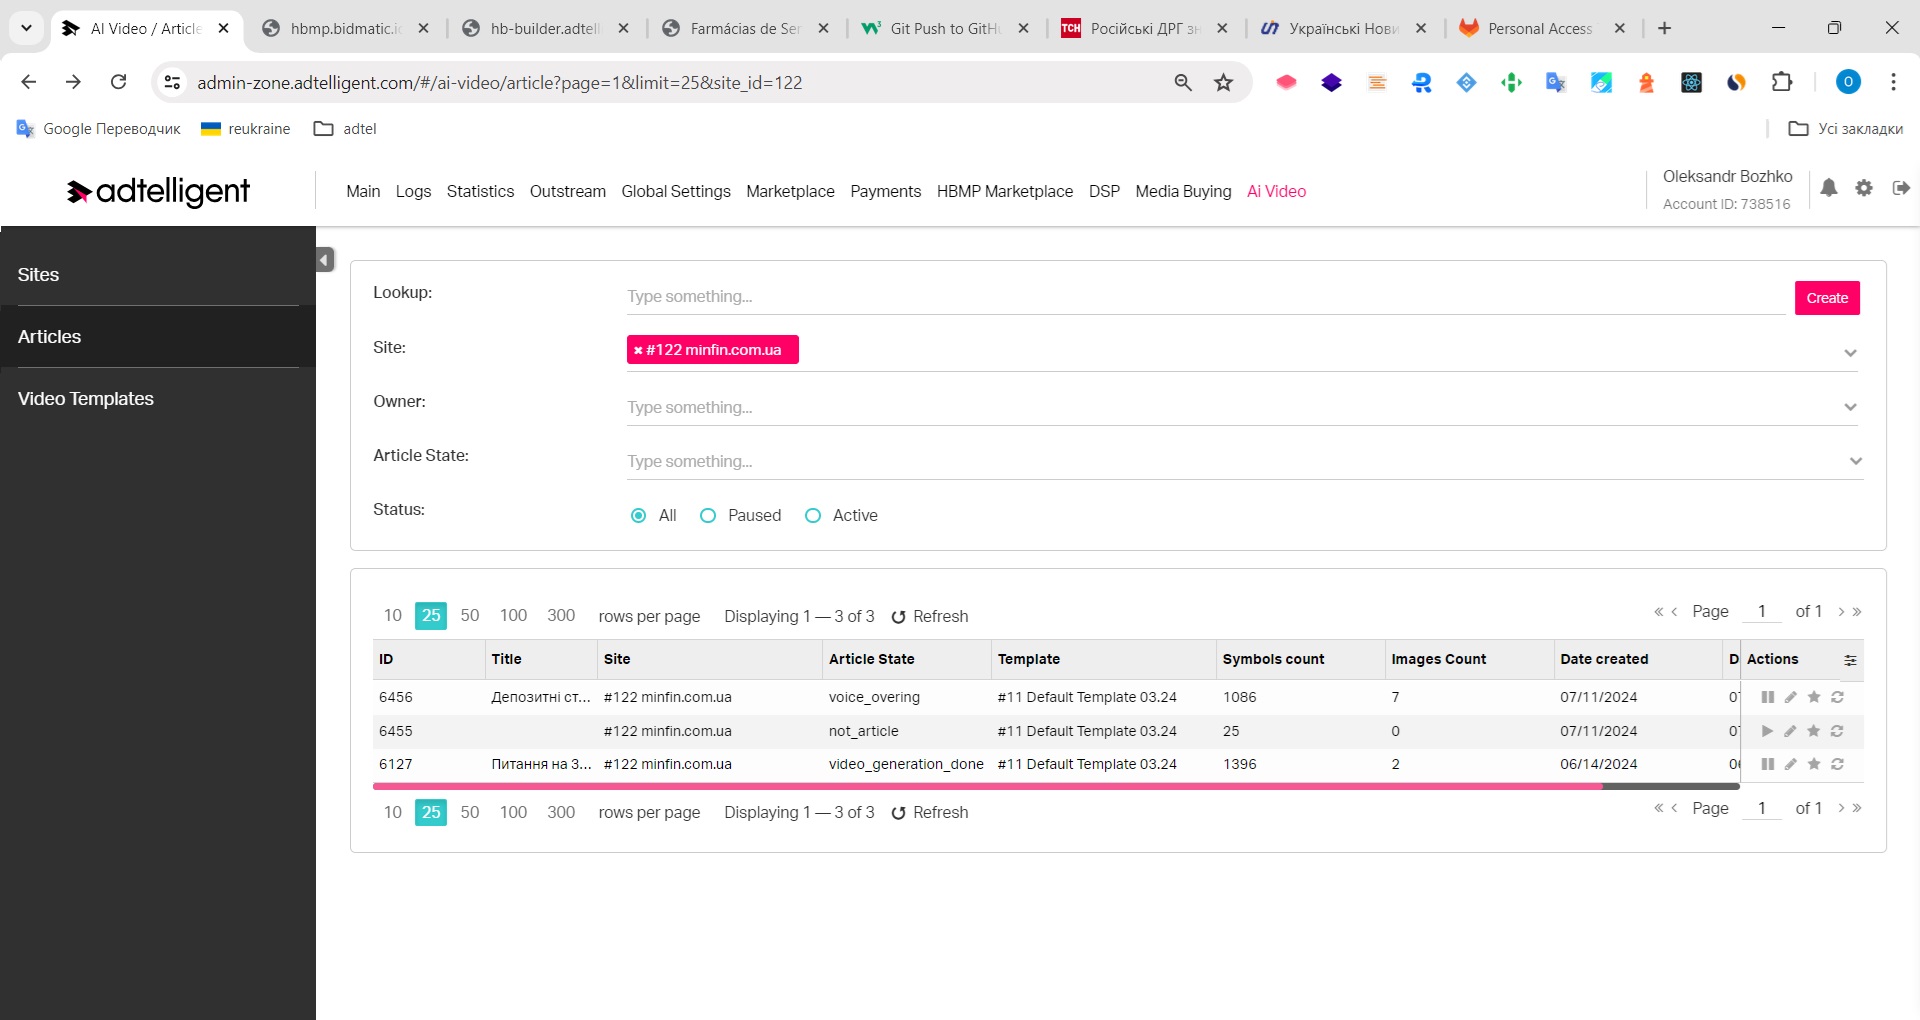 AI Video / Article
hbmp.bidmatic.io
hb-builder.adtell
Farmácias de Ser
Git Push to GitHu
ТСН Російські ДРГ зн
Українські Нови
Personal Access T
admin-zone.adtelligent.com/#/ai-video/article?page=1&limit=25&site_id=122
O
Google Переводчик
reukraine
adtel
Усі закладки
adtelligent
Main Logs Statistics Outstream Global Settings Marketplace Payments HBMP Marketplace DSP Media Buying Ai Video
Oleksandr Bozhko
Account ID: 738516
Sites
Articles
Video Templates
Lookup: Type something... Create
Site: × #122 minfin.com.ua
Owner: Type something...
Article State: Type something...
Status: All Paused Active
10 25 50 100 300 rows per page Displaying 1 — 3 of 3 Refresh « ‹ Page 1 of 1 › »
ID Title Site Article State Template Symbols count Images Count Date created D Actions
6456 Депозитні ст... #122 minfin.com.ua voice_overing #11 Default Template 03.24 1086 7 07/11/2024 07
6455 #122 minfin.com.ua not_article #11 Default Template 03.24 25 0 07/11/2024 07
6127 Питання на 3... #122 minfin.com.ua video_generation_done #11 Default Template 03.24 1396 2 06/14/2024 06
10 25 50 100 300 rows per page Displaying 1 — 3 of 3 Refresh « ‹ Page 1 of 1 › »